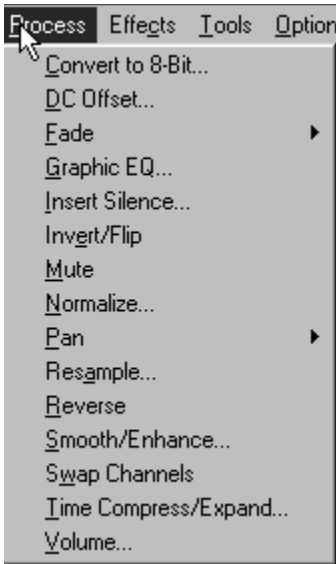 Process Effects Tools Option
Convert to 8-Bit...
DC Offset...
Fade
Graphic EQ...
Insert Silence...
Invert/Flip
Mute
Normalize...
Pan
Resample...
Reverse
Smooth/Enhance...
Swap Channels
Time Compress/Expand...
Volume...